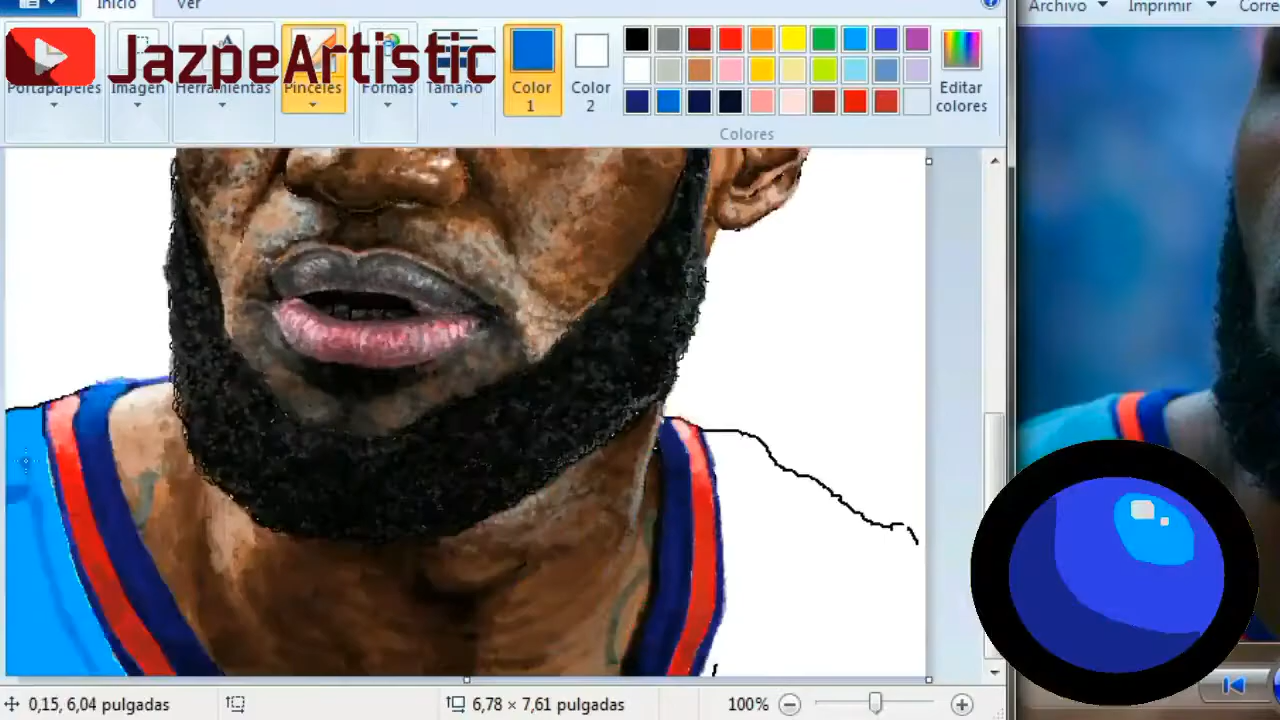 Inicio Ver
JazpeArtistic
Portapapeles Imagen Herramientas Pinceles Formas Tamaño Color 1 Color 2 Editar colores
Colores
Archivo Imprimir
0,15, 6,04 pulgadas 6,78 × 7,61 pulgadas 100%